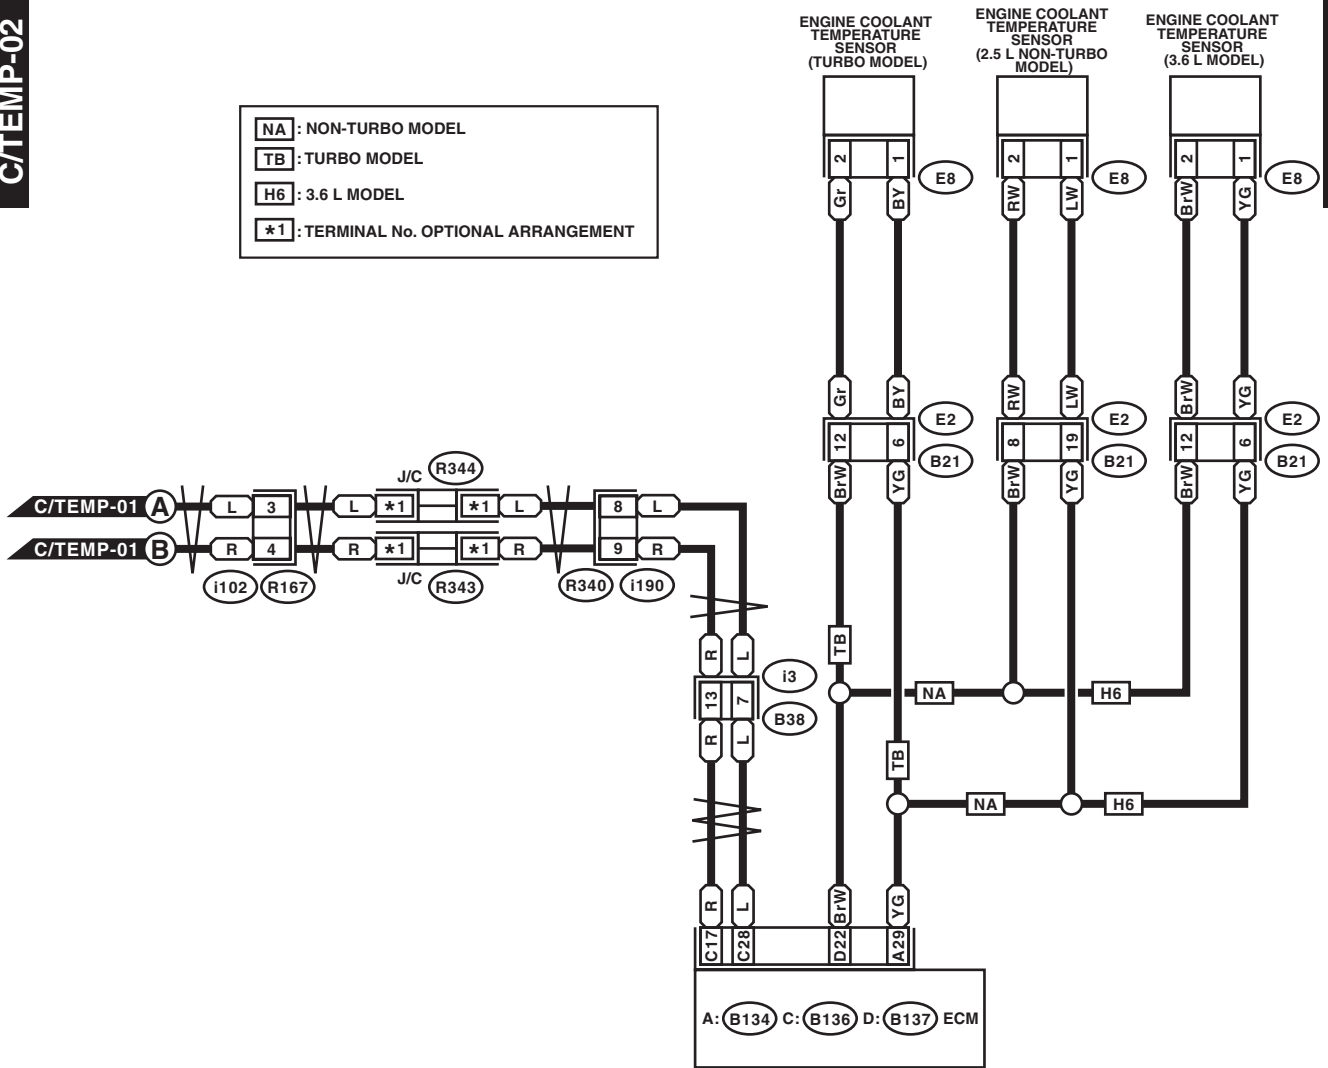 C/TEMP-02
ENGINE COOLANT
TEMPERATURE
SENSOR
(TURBO MODEL)
ENGINE COOLANT
TEMPERATURE
SENSOR
(2.5 L NON-TURBO
MODEL)
ENGINE COOLANT
TEMPERATURE
SENSOR
(3.6 L MODEL)
NA : NON-TURBO MODEL
TB : TURBO MODEL
H6 : 3.6 L MODEL
*1 : TERMINAL No. OPTIONAL ARRANGEMENT
2 1 E8 2 1 E8 2 1 E8
Gr BY RW LW BrW YG
Gr BY RW LW BrW YG
E2 E2 E2
12 6 8 19 12 6
B21 B21 B21
BrW YG BrW YG BrW YG
J/C R344
C/TEMP-01 A L 3 L *1 *1 L 8 L
C/TEMP-01 B R 4 R *1 *1 R 9 R
i102 R167 J/C R343 R340 i190
R L TB
i3
13 7 NA H6
B38
R L TB
NA H6
R L BrW YG
C17 C28 D22 A29
A: B134 C: B136 D: B137 ECM